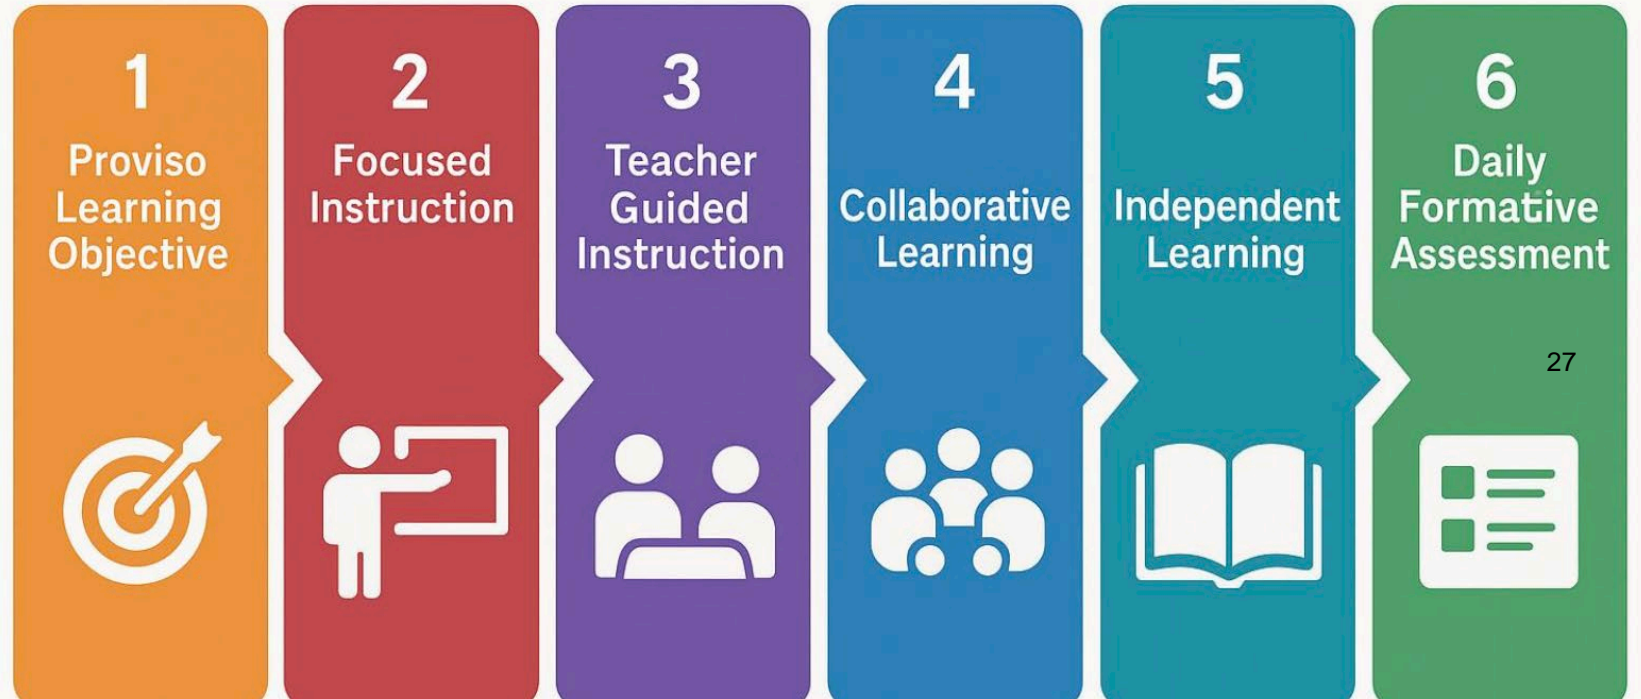 1
Proviso
Learning
Objective
2
Focused
Instruction
3
Teacher
Guided
Instruction
4
Collaborative
Learning
5
Independent
Learning
6
Daily
Formative
Assessment
27